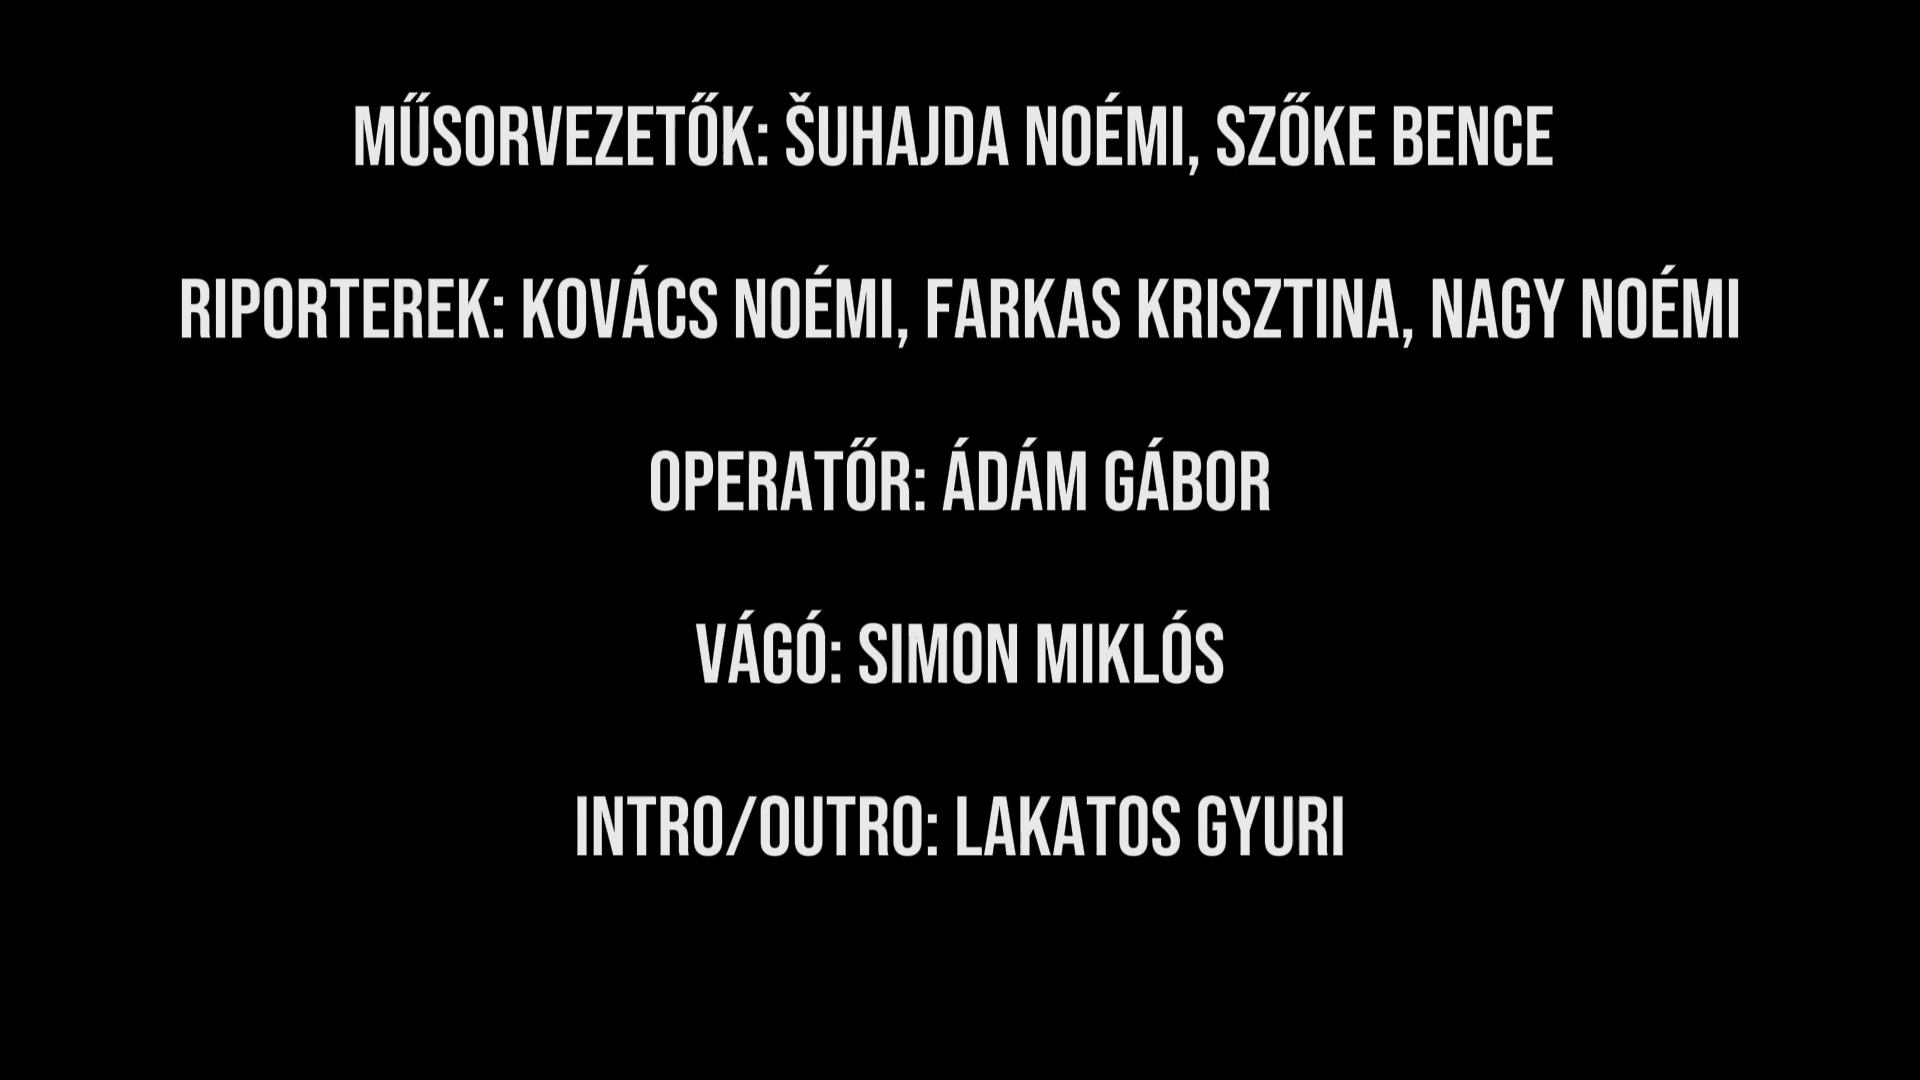 MŰSORVEZETŐK: ŠUHAJDA NOÉMI, SZŐKE BENCE
RIPORTEREK: KOVÁCS NOÉMI, FARKAS KRISZTINA, NAGY NOÉMI
OPERATŐR: ÁDÁM GÁBOR
VÁGÓ: SIMON MIKLÓS
INTRO/OUTRO: LAKATOS GYURI